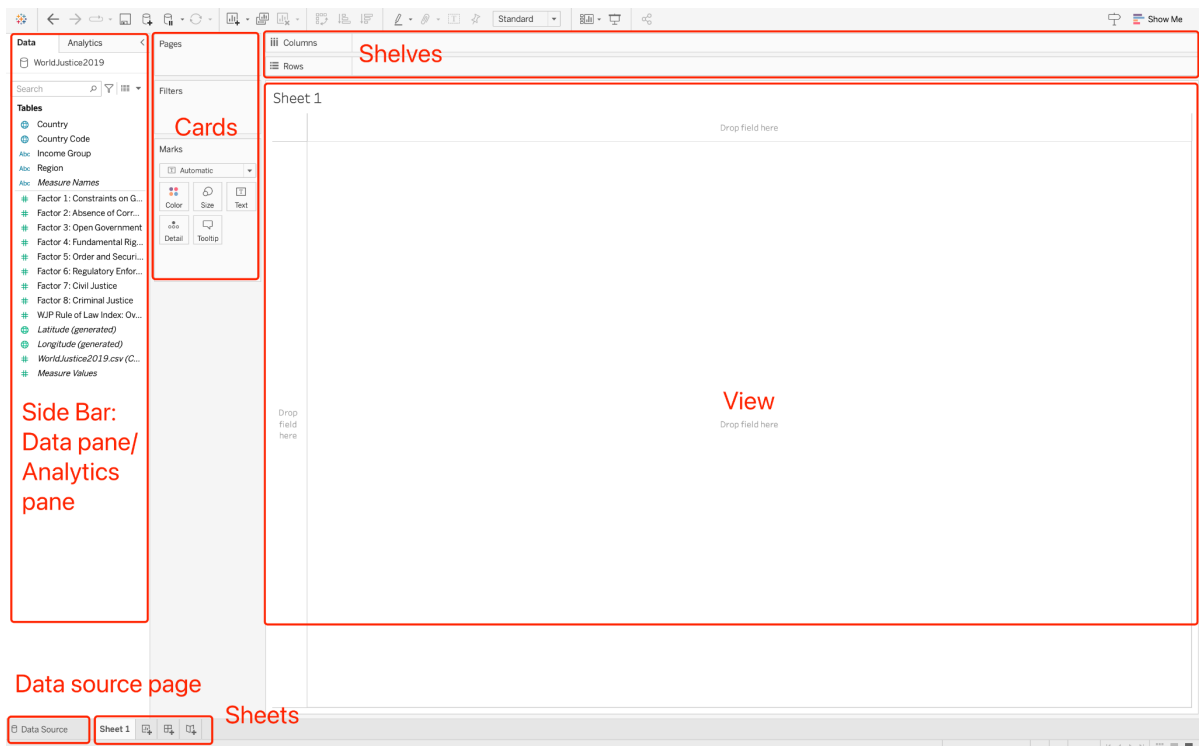 Standard
Show Me
Data
Analytics
WorldJustice2019
Search
Tables
Country
Country Code
Abc Income Group
Abc Region
Abc Measure Names
# Factor 1: Constraints on G...
# Factor 2: Absence of Corr...
# Factor 3: Open Government
# Factor 4: Fundamental Rig...
# Factor 5: Order and Securi...
# Factor 6: Regulatory Enfor...
# Factor 7: Civil Justice
# Factor 8: Criminal Justice
# WJP Rule of Law Index: Ov...
Latitude (generated)
Longitude (generated)
# WorldJustice2019.csv (C...
# Measure Values
Side Bar:
Data pane/
Analytics
pane
Pages
Filters
Cards
Marks
Automatic
Color
Size
Text
Detail
Tooltip
Columns
Rows
Shelves
Sheet 1
Drop field here
Drop
field
here
View
Drop field here
Data source page
Data Source
Sheet 1
Sheets